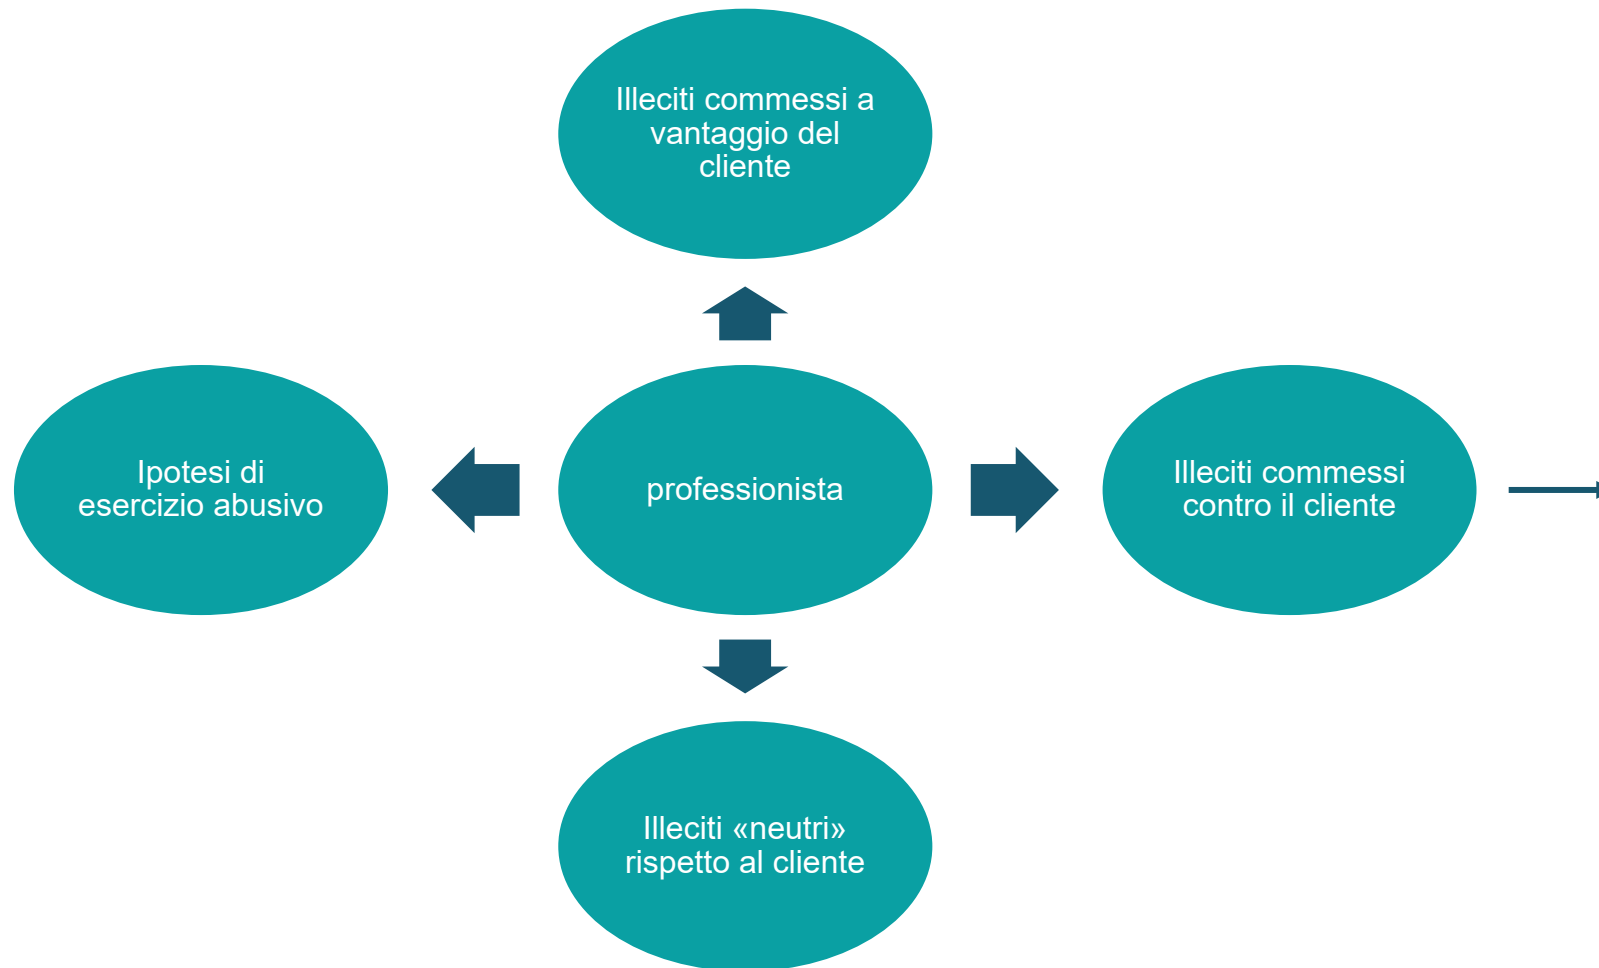 Illeciti commessi a
vantaggio del
cliente
Ipotesi di
esercizio abusivo
professionista
Illeciti commessi
contro il cliente
Illeciti «neutri»
rispetto al cliente